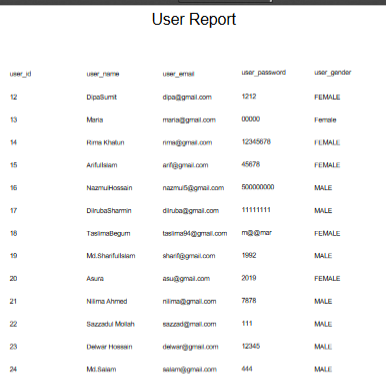 User Report
user_id user_name user_email user_password user_gender
12 DipaSumit dipa@gmail.com 1212 FEMALE
13 Maria maria@gmail.com 00000 Female
14 Rima Khatun rima@gmail.com 12345678 FEMALE
15 ArifulIslam arif@gmail.com 45678 FEMALE
16 NazmulHossain nazmul5@gmail.com 500000000 MALE
17 DilrubaSharmin dilruba@gmail.com 11111111 MALE
18 TaslimaBegum taslima94@gmail.com m@@mar FEMALE
19 Md.SharifulIslam sharif@gmail.com 1992 MALE
20 Asura asu@gmail.com 2019 FEMALE
21 Nilima Ahmed nilima@gmail.com 7878 MALE
22 Sazzadul Mollah sazzad@mail.com 111 MALE
23 Delwar Hossain delwar@gmail.com 12345 MALE
24 Md.Salam salam@gmail.com 444 MALE